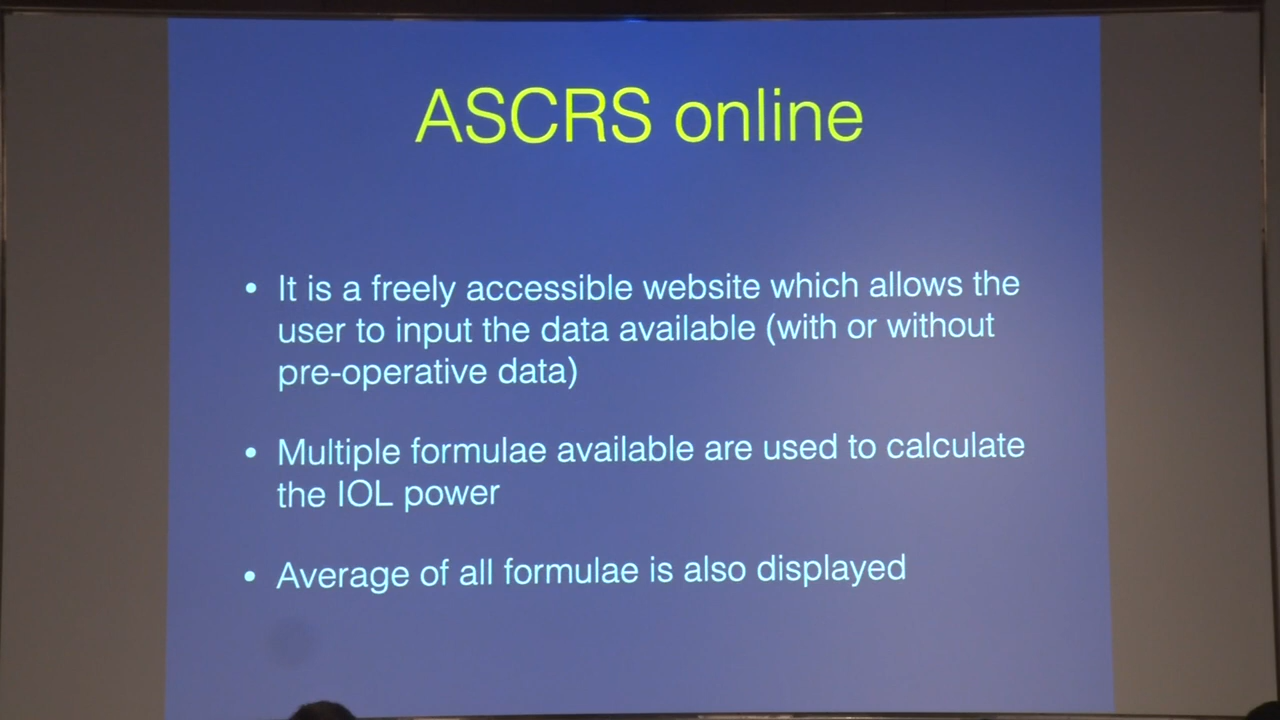 ASCRS online
• It is a freely accessible website which allows the
user to input the data available (with or without
pre-operative data)
• Multiple formulae available are used to calculate
the IOL power
• Average of all formulae is also displayed